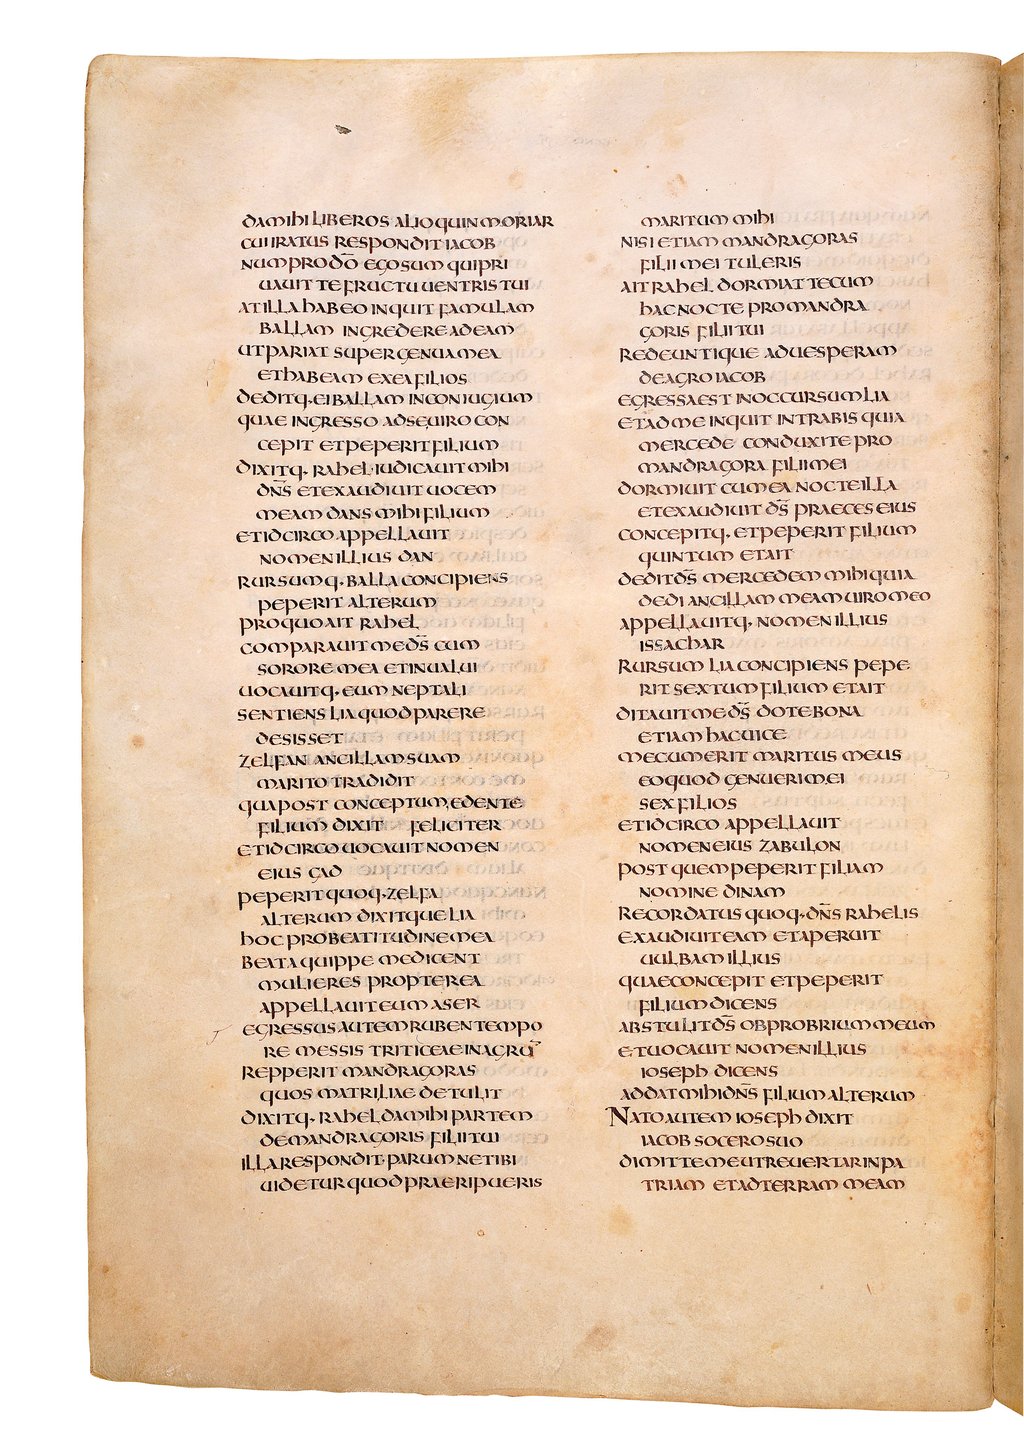 da mihi liberos alioquin moriar
cui iratus respondit iacob
num pro dō ego sum qui pri
uauit te fructu uentris tui
at illa habeo inquit famulam
ballam ingredere ad eam
ut pariat super genua mea
et habeam ex ea filios
deditq· ei ballam in coniugium
quae ingresso ad se uiro con
cepit et peperit filium
dixitq· rahel iudicauit mihi
dns̄ et exaudiuit uocem
meam dans mihi filium
et idcirco appellauit
nomen illius dan
rursumq· balla concipiens
peperit alterum
pro quo ait rahel
comparauit me ds̄ cum
sorore mea et inualui
uocauitq· eum neptali
sentiens lia quod parere
desisset
zelfan ancillam suam
marito tradidit
qua post conceptum edente
filium dixit feliciter
et idcirco uocauit nomen
eius gad
peperit quoq· zelfa
alterum dixitque lia
hoc pro beatitudine mea
beata quippe me dicent
mulieres propterea
appellauit eum aser
egressus autem ruben tempo
re messis triticeae in agrū
repperit mandragoras
quos matri liae detulit
dixitq· rahel da mihi partem
de mandragoris filii tui
illa respondit· parum ne tibi
uidetur quod praeripueris
maritum mihi
nisi etiam mandragoras
filii mei tuleris
ait rahel dormiat tecum
hac nocte pro mandra
goris filii tui
redeuntique ad uesperam
de agro iacob
egressa est in occursum lia
et ad me inquit intrabis quia
mercede conduxi te pro
mandragora filii mei
dormiuit cum ea nocte illa
et exaudiuit ds̄ praeces eius
concepitq· et peperit filium
quintum et ait
dedit ds̄ mercedem mihi quia
dedi ancillam meam uiro meo
appellauitq· nomen illius
issachar
rursum lia concipiens pepe
rit sextum filium et ait
ditauit me ds̄ dote bona
etiam hac uice
mecum erit maritus meus
eo quod genuerim ei
sex filios
et idcirco appellauit
nomen eius zabulon
post quem peperit filiam
nomine dinam
recordatus quoq· dns̄ rahelis
exaudiuit eam et aperuit
uulbam illius
quae concepit et peperit
filium dicens
abstulit ds̄ obprobrium meum
et uocauit nomen illius
ioseph dicens
addat mihi dns̄ filium alterum
Nato autem ioseph dixit
iacob socero suo
dimitte me ut reuertar in pa
triam et ad terram meam